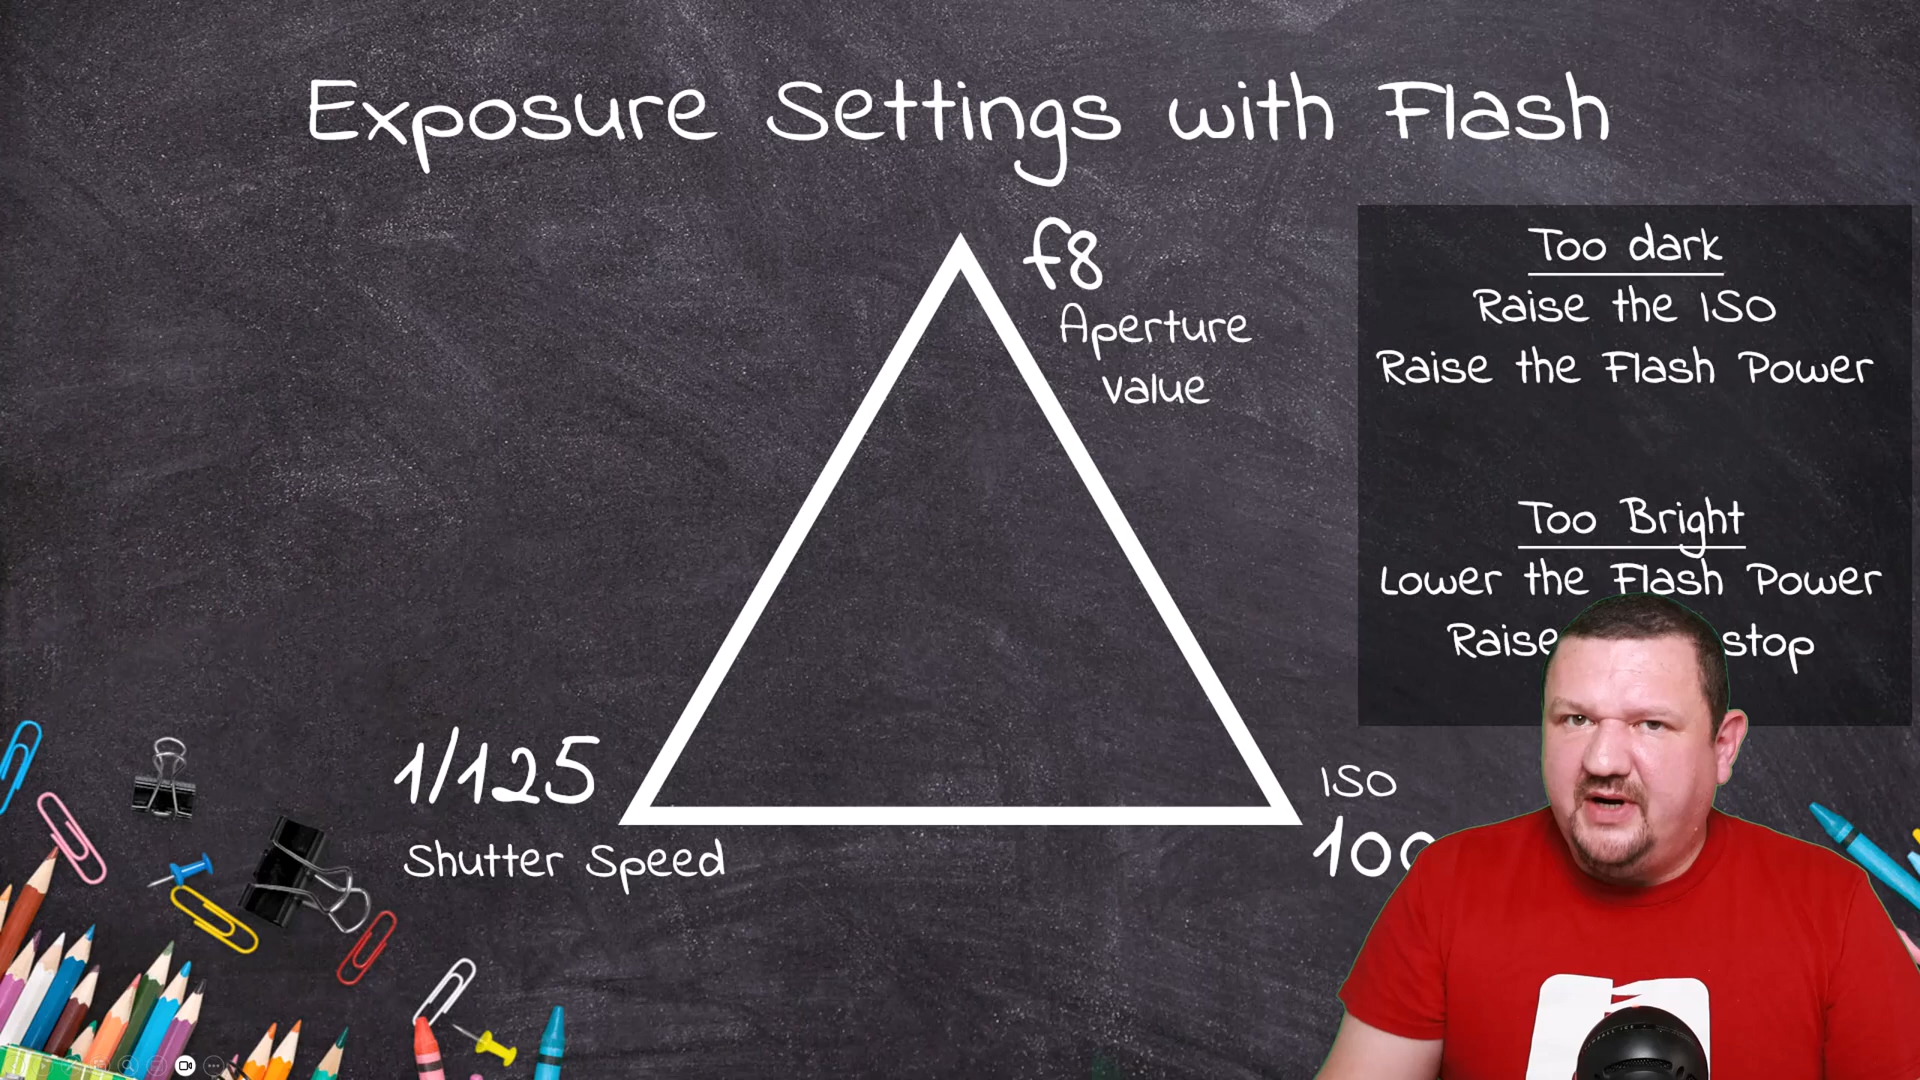 Exposure Settings with Flash
f8
Aperture
value
Too dark
Raise the ISO
Raise the Flash Power
Too Bright
Lower the Flash Power
Raise stop
1/125
Shutter Speed
ISO
100